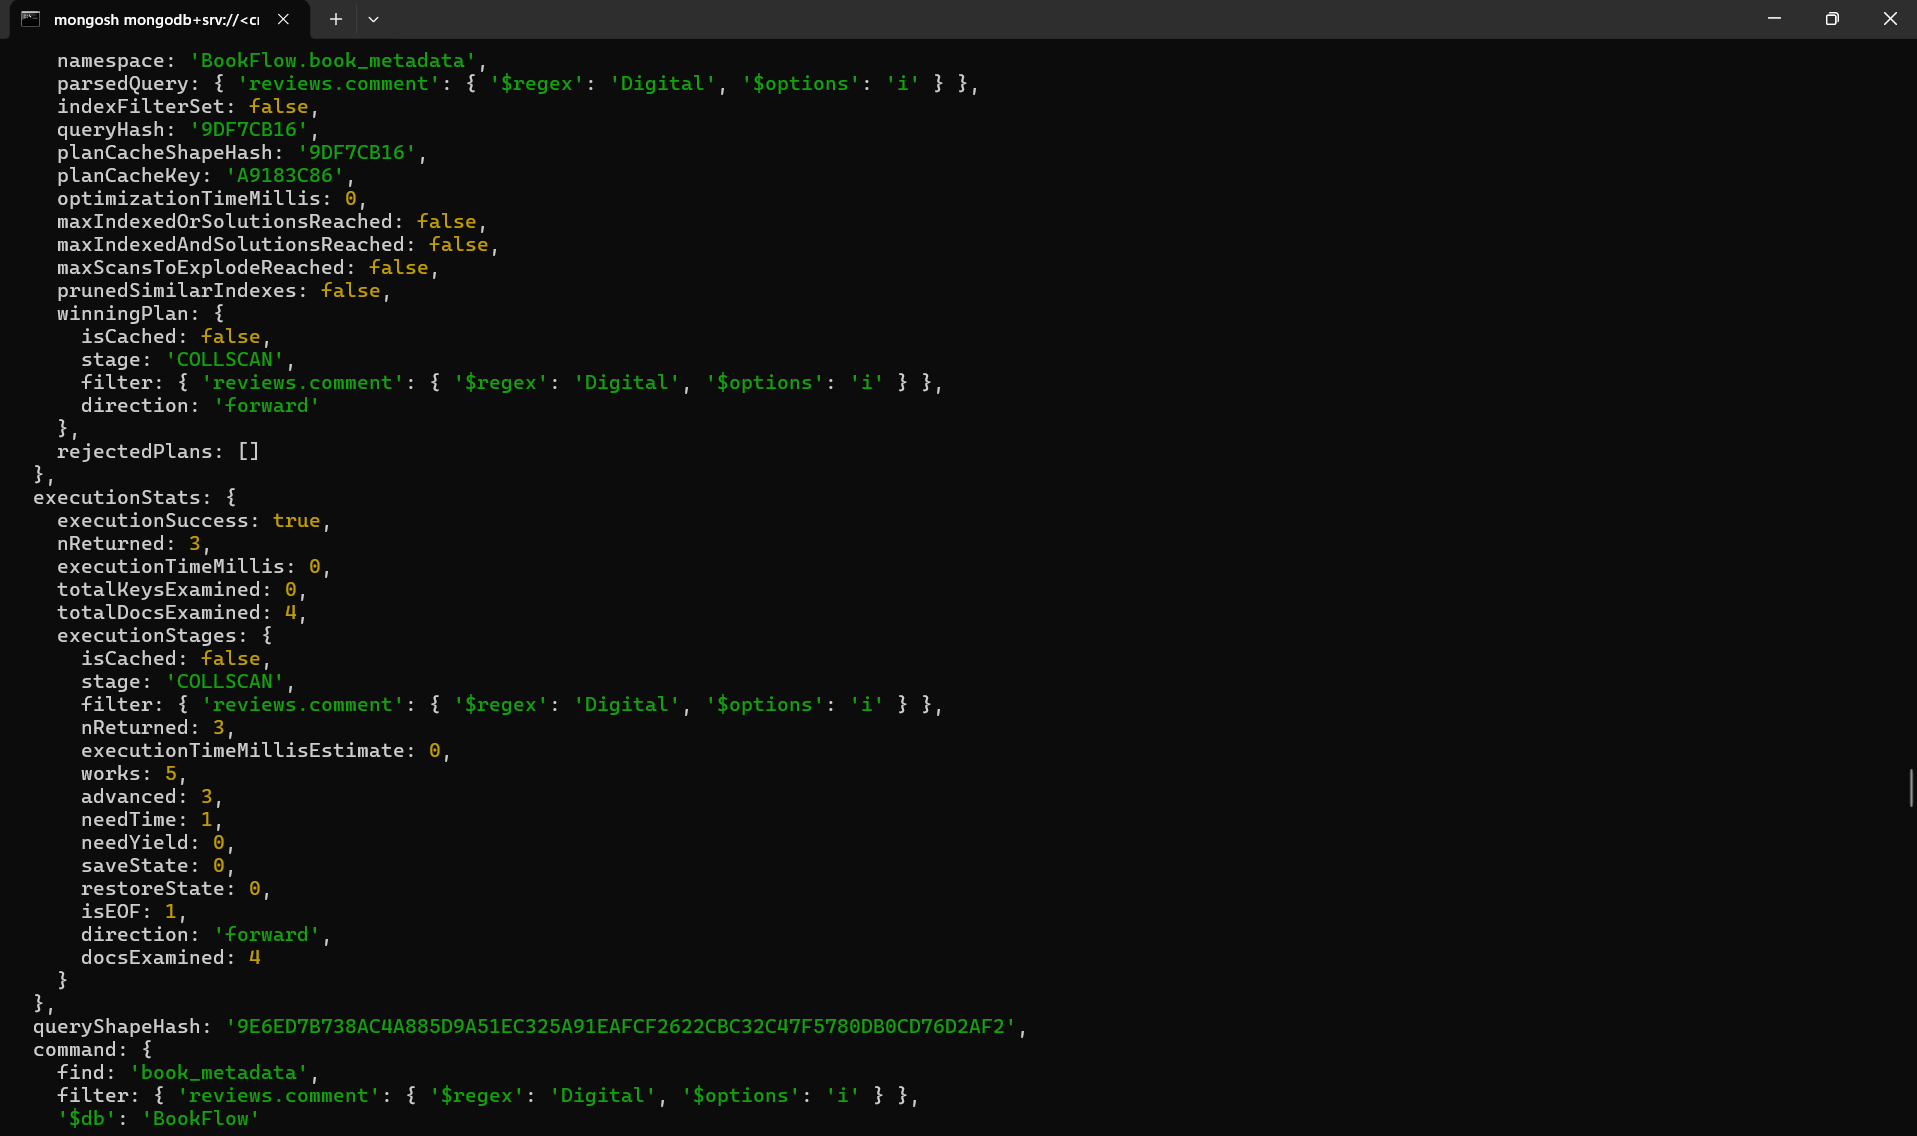 mongosh mongodb+srv://<cr
namespace: 'BookFlow.book_metadata',
parsedQuery: { 'reviews.comment': { '$regex': 'Digital', '$options': 'i' } },
indexFilterSet: false,
queryHash: '9DF7CB16',
planCacheShapeHash: '9DF7CB16',
planCacheKey: 'A9183C86',
optimizationTimeMillis: 0,
maxIndexedOrSolutionsReached: false,
maxIndexedAndSolutionsReached: false,
maxScansToExplodeReached: false,
prunedSimilarIndexes: false,
winningPlan: {
isCached: false,
stage: 'COLLSCAN',
filter: { 'reviews.comment': { '$regex': 'Digital', '$options': 'i' } },
direction: 'forward'
},
rejectedPlans: []
},
executionStats: {
executionSuccess: true,
nReturned: 3,
executionTimeMillis: 0,
totalKeysExamined: 0,
totalDocsExamined: 4,
executionStages: {
isCached: false,
stage: 'COLLSCAN',
filter: { 'reviews.comment': { '$regex': 'Digital', '$options': 'i' } },
nReturned: 3,
executionTimeMillisEstimate: 0,
works: 5,
advanced: 3,
needTime: 1,
needYield: 0,
saveState: 0,
restoreState: 0,
isEOF: 1,
direction: 'forward',
docsExamined: 4
}
},
queryShapeHash: '9E6ED7B738AC4A885D9A51EC325A91EAFCF2622CBC32C47F5780DB0CD76D2AF2',
command: {
find: 'book_metadata',
filter: { 'reviews.comment': { '$regex': 'Digital', '$options': 'i' } },
'$db': 'BookFlow'